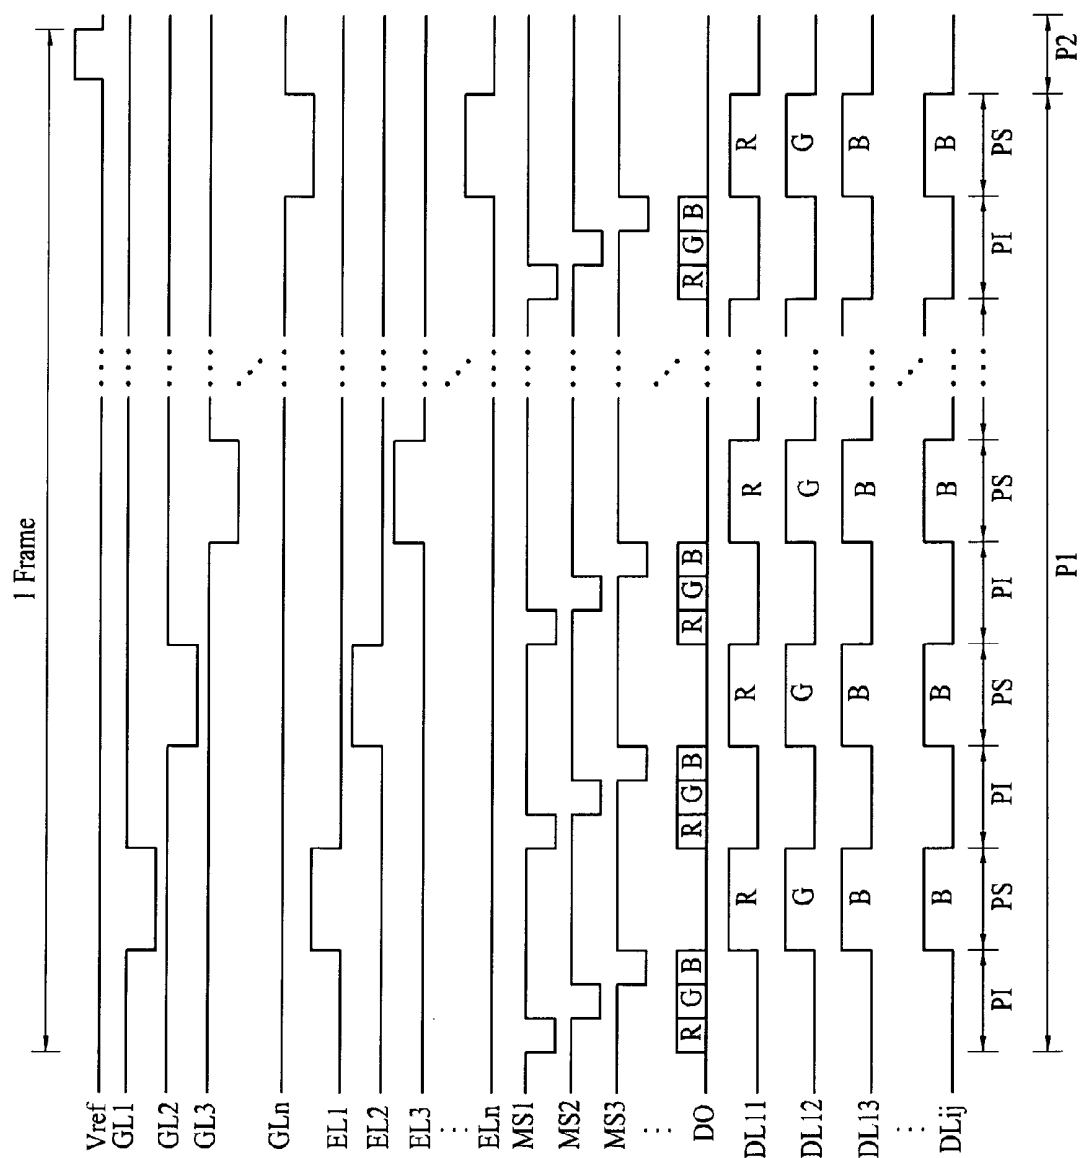 1 Frame
Vref
GL1
GL2
GL3
GLn
EL1
EL2
EL3
ELn
MS1
MS2
MS3
DO R G B R G B R G B R G B
DL11 R R R R
DL12 G G G G
DL13 B B B B
DLij B B B B
PI PS PI PS PI PS PI PS
P1 P2